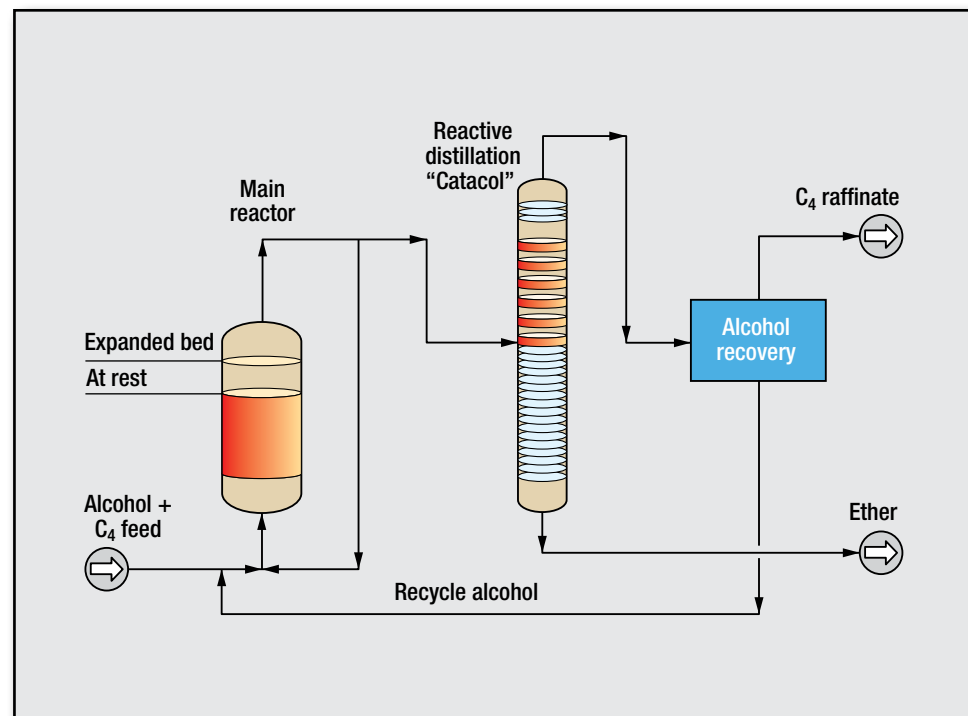 Reactive
distillation
“Catacol”
Main
reactor
C₄ raffinate
Expanded bed
At rest
Alcohol
recovery
Alcohol +
C₄ feed
Ether
Recycle alcohol